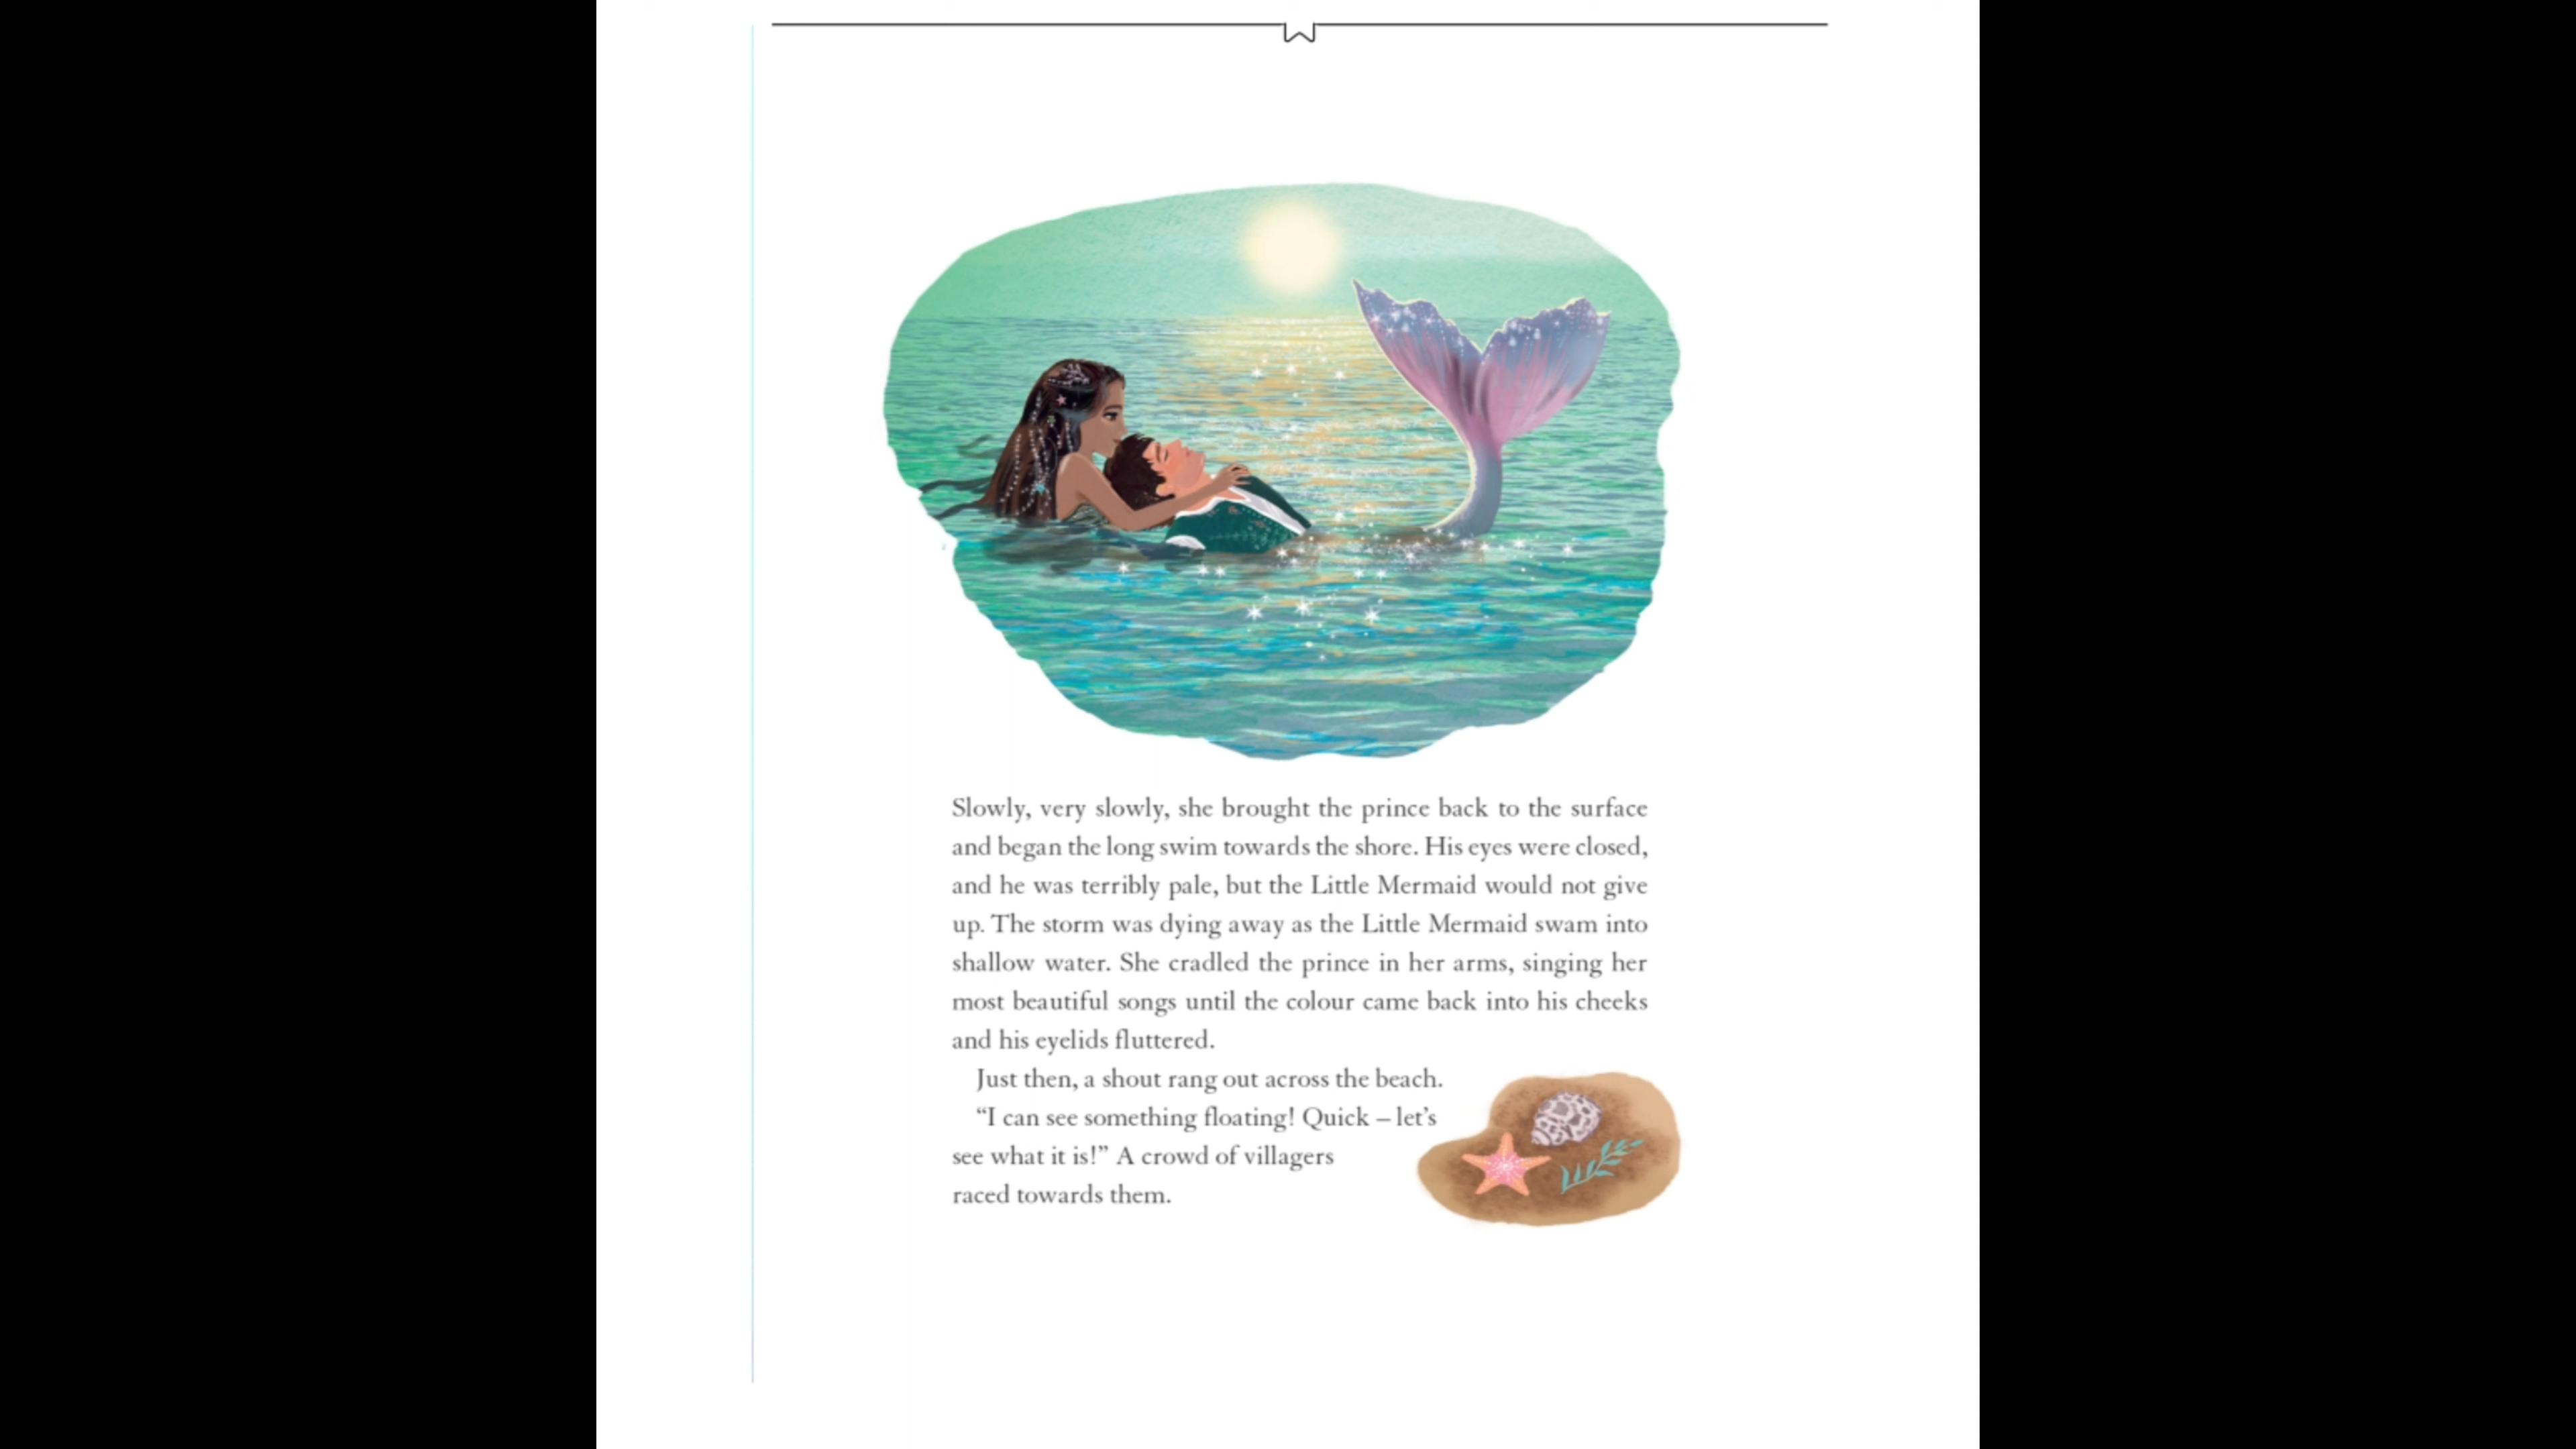 Slowly, very slowly, she brought the prince back to the surface
and began the long swim towards the shore. His eyes were closed,
and he was terribly pale, but the Little Mermaid would not give
up. The storm was dying away as the Little Mermaid swam into
shallow water. She cradled the prince in her arms, singing her
most beautiful songs until the colour came back into his cheeks
and his eyelids fluttered.
Just then, a shout rang out across the beach.
“I can see something floating! Quick – let’s
see what it is!” A crowd of villagers
raced towards them.